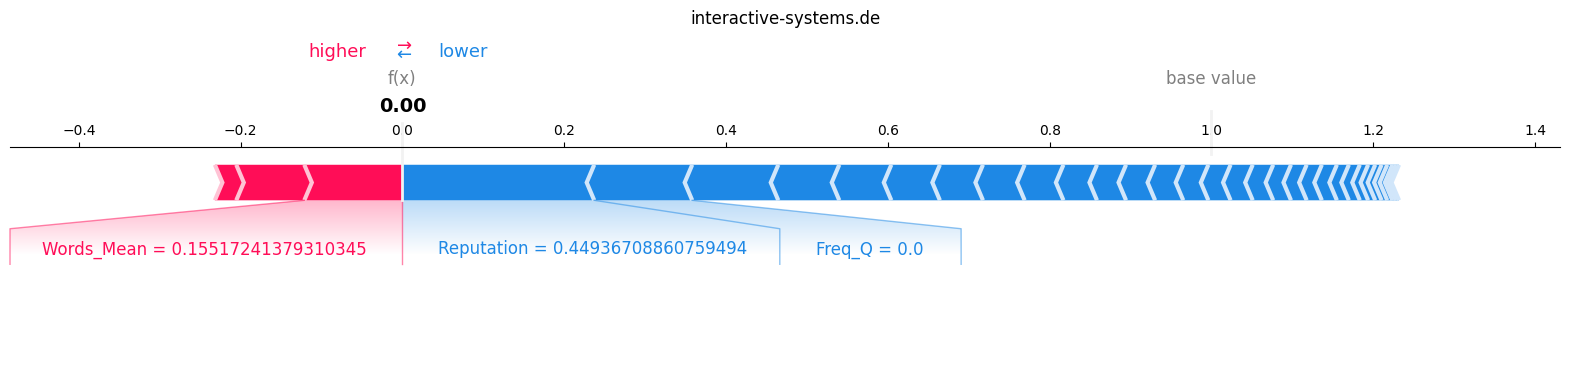 interactive-systems.de
higher → ← lower
f(x) base value
0.00
−0.4 −0.2 0.0 0.2 0.4 0.6 0.8 1.0 1.2 1.4
Words_Mean = 0.15517241379310345 Reputation = 0.44936708860759494 Freq_Q = 0.0